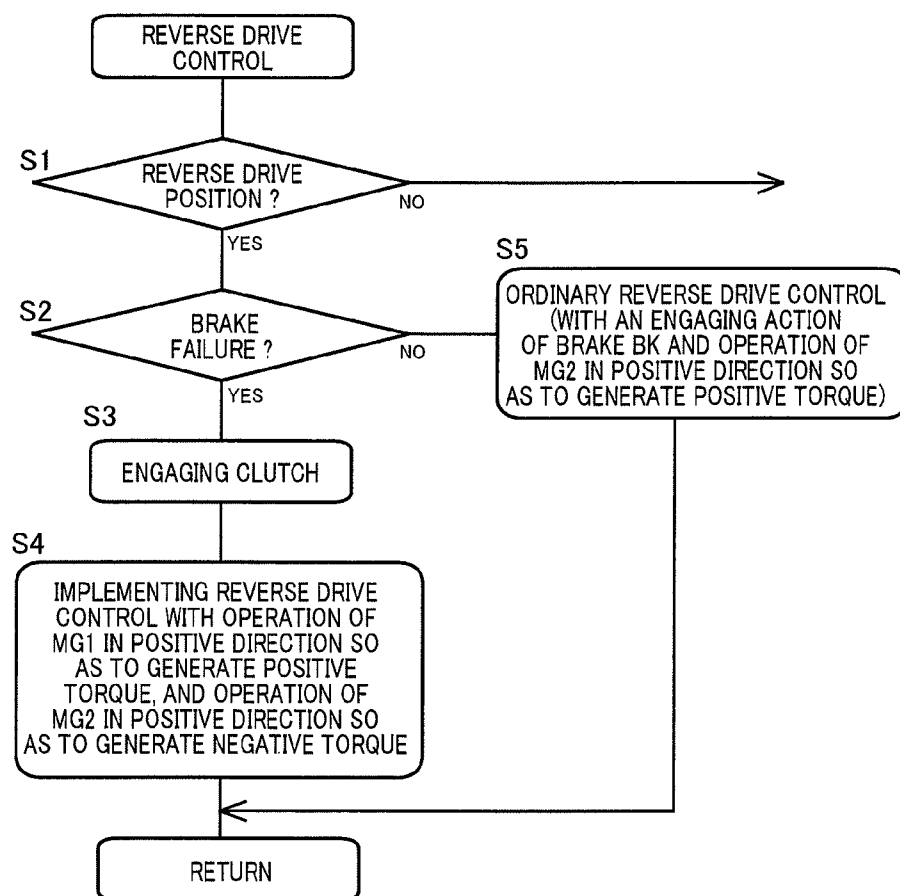 REVERSE DRIVE
CONTROL
S1
REVERSE DRIVE
POSITION ?
NO
YES
S2
BRAKE
FAILURE ?
NO
YES
S5
ORDINARY REVERSE DRIVE CONTROL
(WITH AN ENGAGING ACTION
OF BRAKE BK AND OPERATION OF
MG2 IN POSITIVE DIRECTION SO
AS TO GENERATE POSITIVE TORQUE)
S3
ENGAGING CLUTCH
S4
IMPLEMENTING REVERSE DRIVE
CONTROL WITH OPERATION OF
MG1 IN POSITIVE DIRECTION SO
AS TO GENERATE POSITIVE
TORQUE, AND OPERATION OF
MG2 IN POSITIVE DIRECTION SO
AS TO GENERATE NEGATIVE TORQUE
RETURN